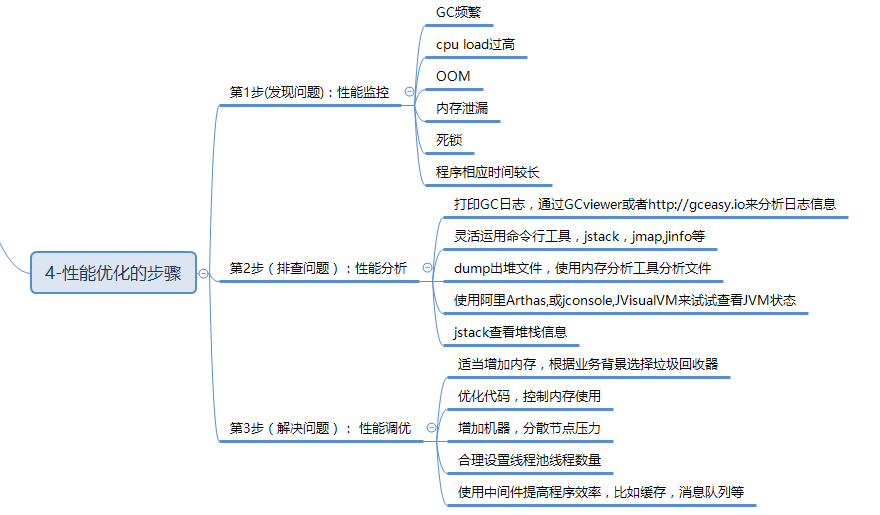 4-性能优化的步骤
第1步(发现问题)：性能监控
GC频繁
cpu load过高
OOM
内存泄漏
死锁
程序相应时间较长
第2步（排查问题）：性能分析
打印GC日志，通过GCviewer或者http://gceasy.io来分析日志信息
灵活运用命令行工具，jstack，jmap,jinfo等
dump出堆文件，使用内存分析工具分析文件
使用阿里Arthas,或jconsole,JVisualVM来试试查看JVM状态
jstack查看堆栈信息
第3步（解决问题）： 性能调优
适当增加内存，根据业务背景选择垃圾回收器
优化代码，控制内存使用
增加机器，分散节点压力
合理设置线程池线程数量
使用中间件提高程序效率，比如缓存，消息队列等